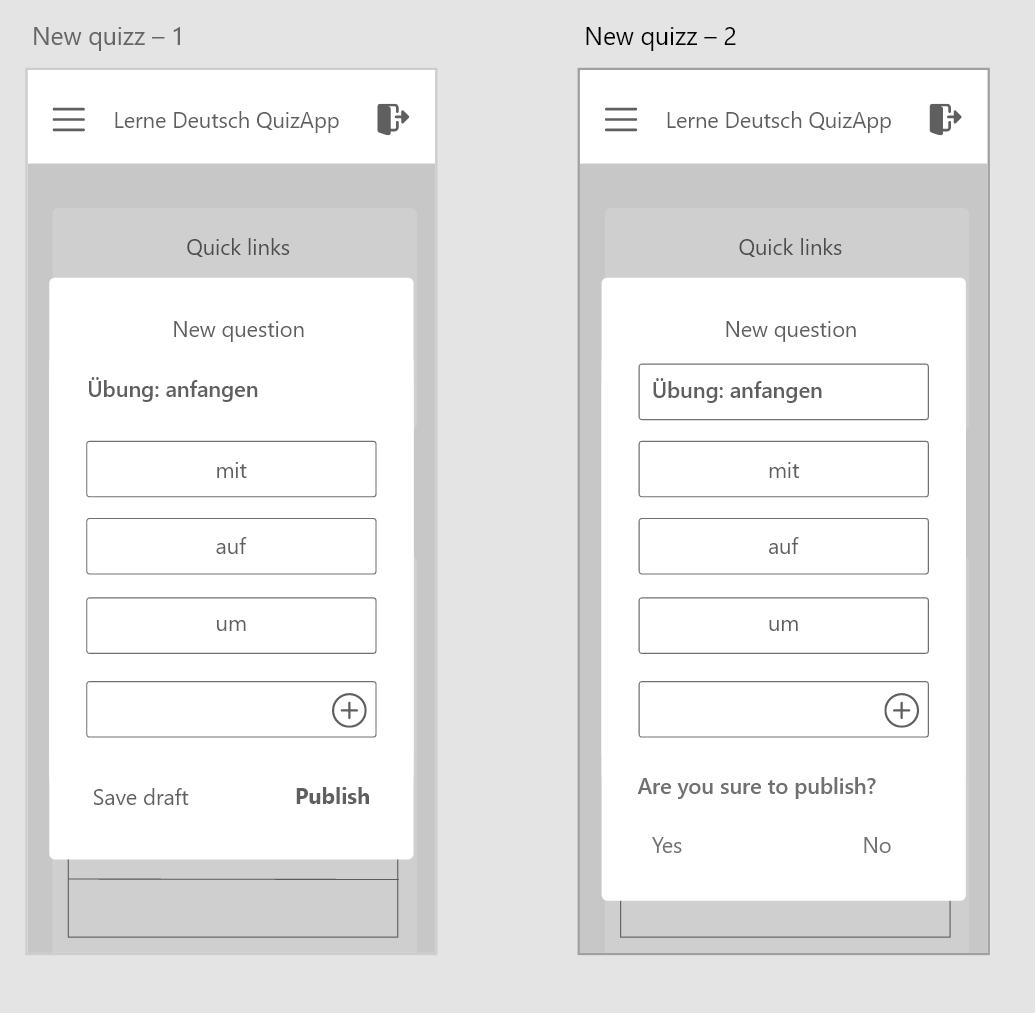 New quizz – 1
Lerne Deutsch QuizApp
Quick links
New question
Übung: anfangen
mit
auf
um
Save draft
Publish
New quizz – 2
Lerne Deutsch QuizApp
Quick links
New question
Übung: anfangen
mit
auf
um
Are you sure to publish?
Yes
No